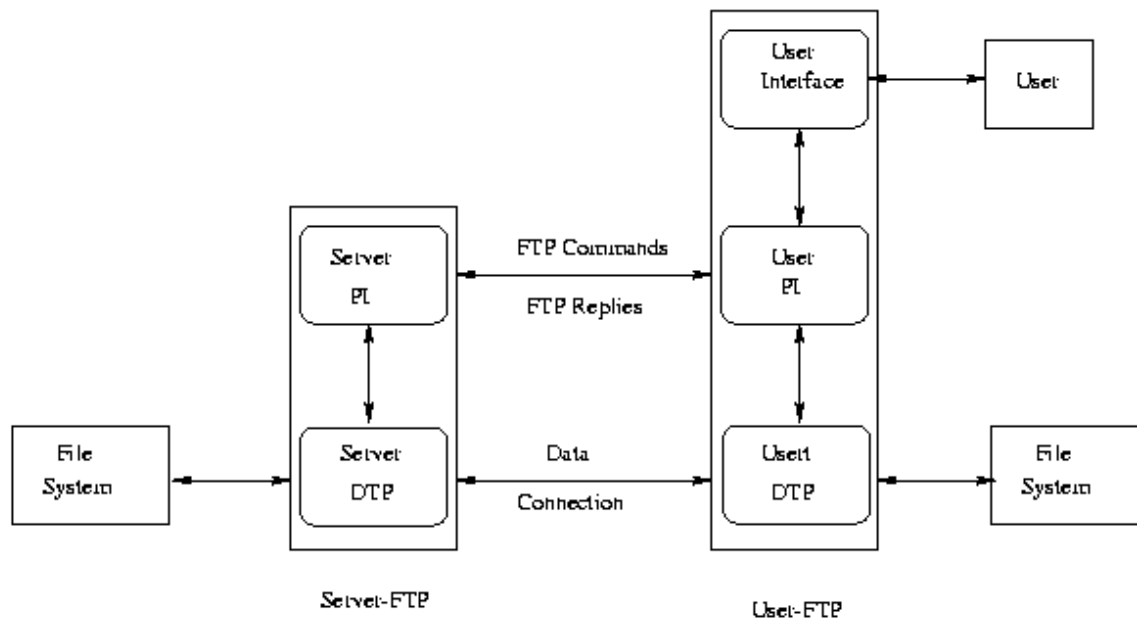 User
Interface
User
Server
PI
FTP Commands
FTP Replies
User
PI
File
System
Server
DTP
Data
Connection
Usert
DTP
File
System
Server-FTP
User-FTP